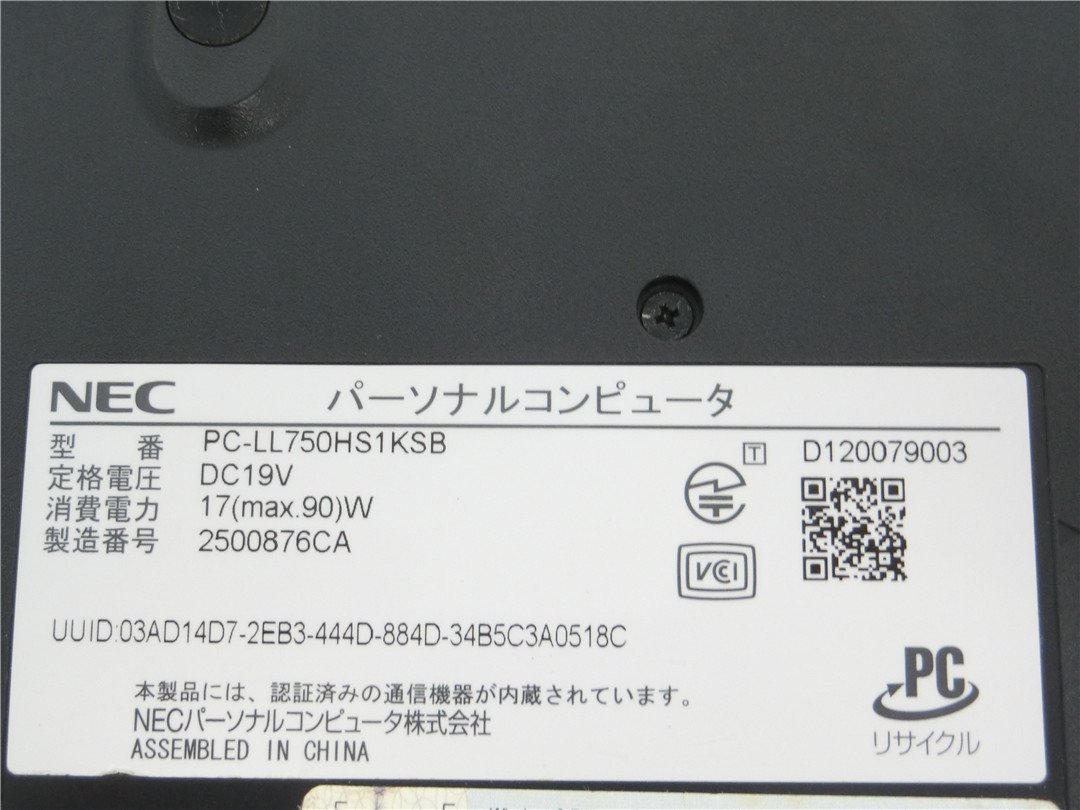 NEC パーソナルコンピュータ
型 番 PC-LL750HS1KSB
定格電圧 DC19V
消費電力 17(max.90)W
製造番号 2500876CA
T D120079003
VCI
UUID:03AD14D7-2EB3-444D-884D-34B5C3A0518C
本製品には、認証済みの通信機器が内蔵されています。
NECパーソナルコンピュータ株式会社
ASSEMBLED IN CHINA
PC
リサイクル